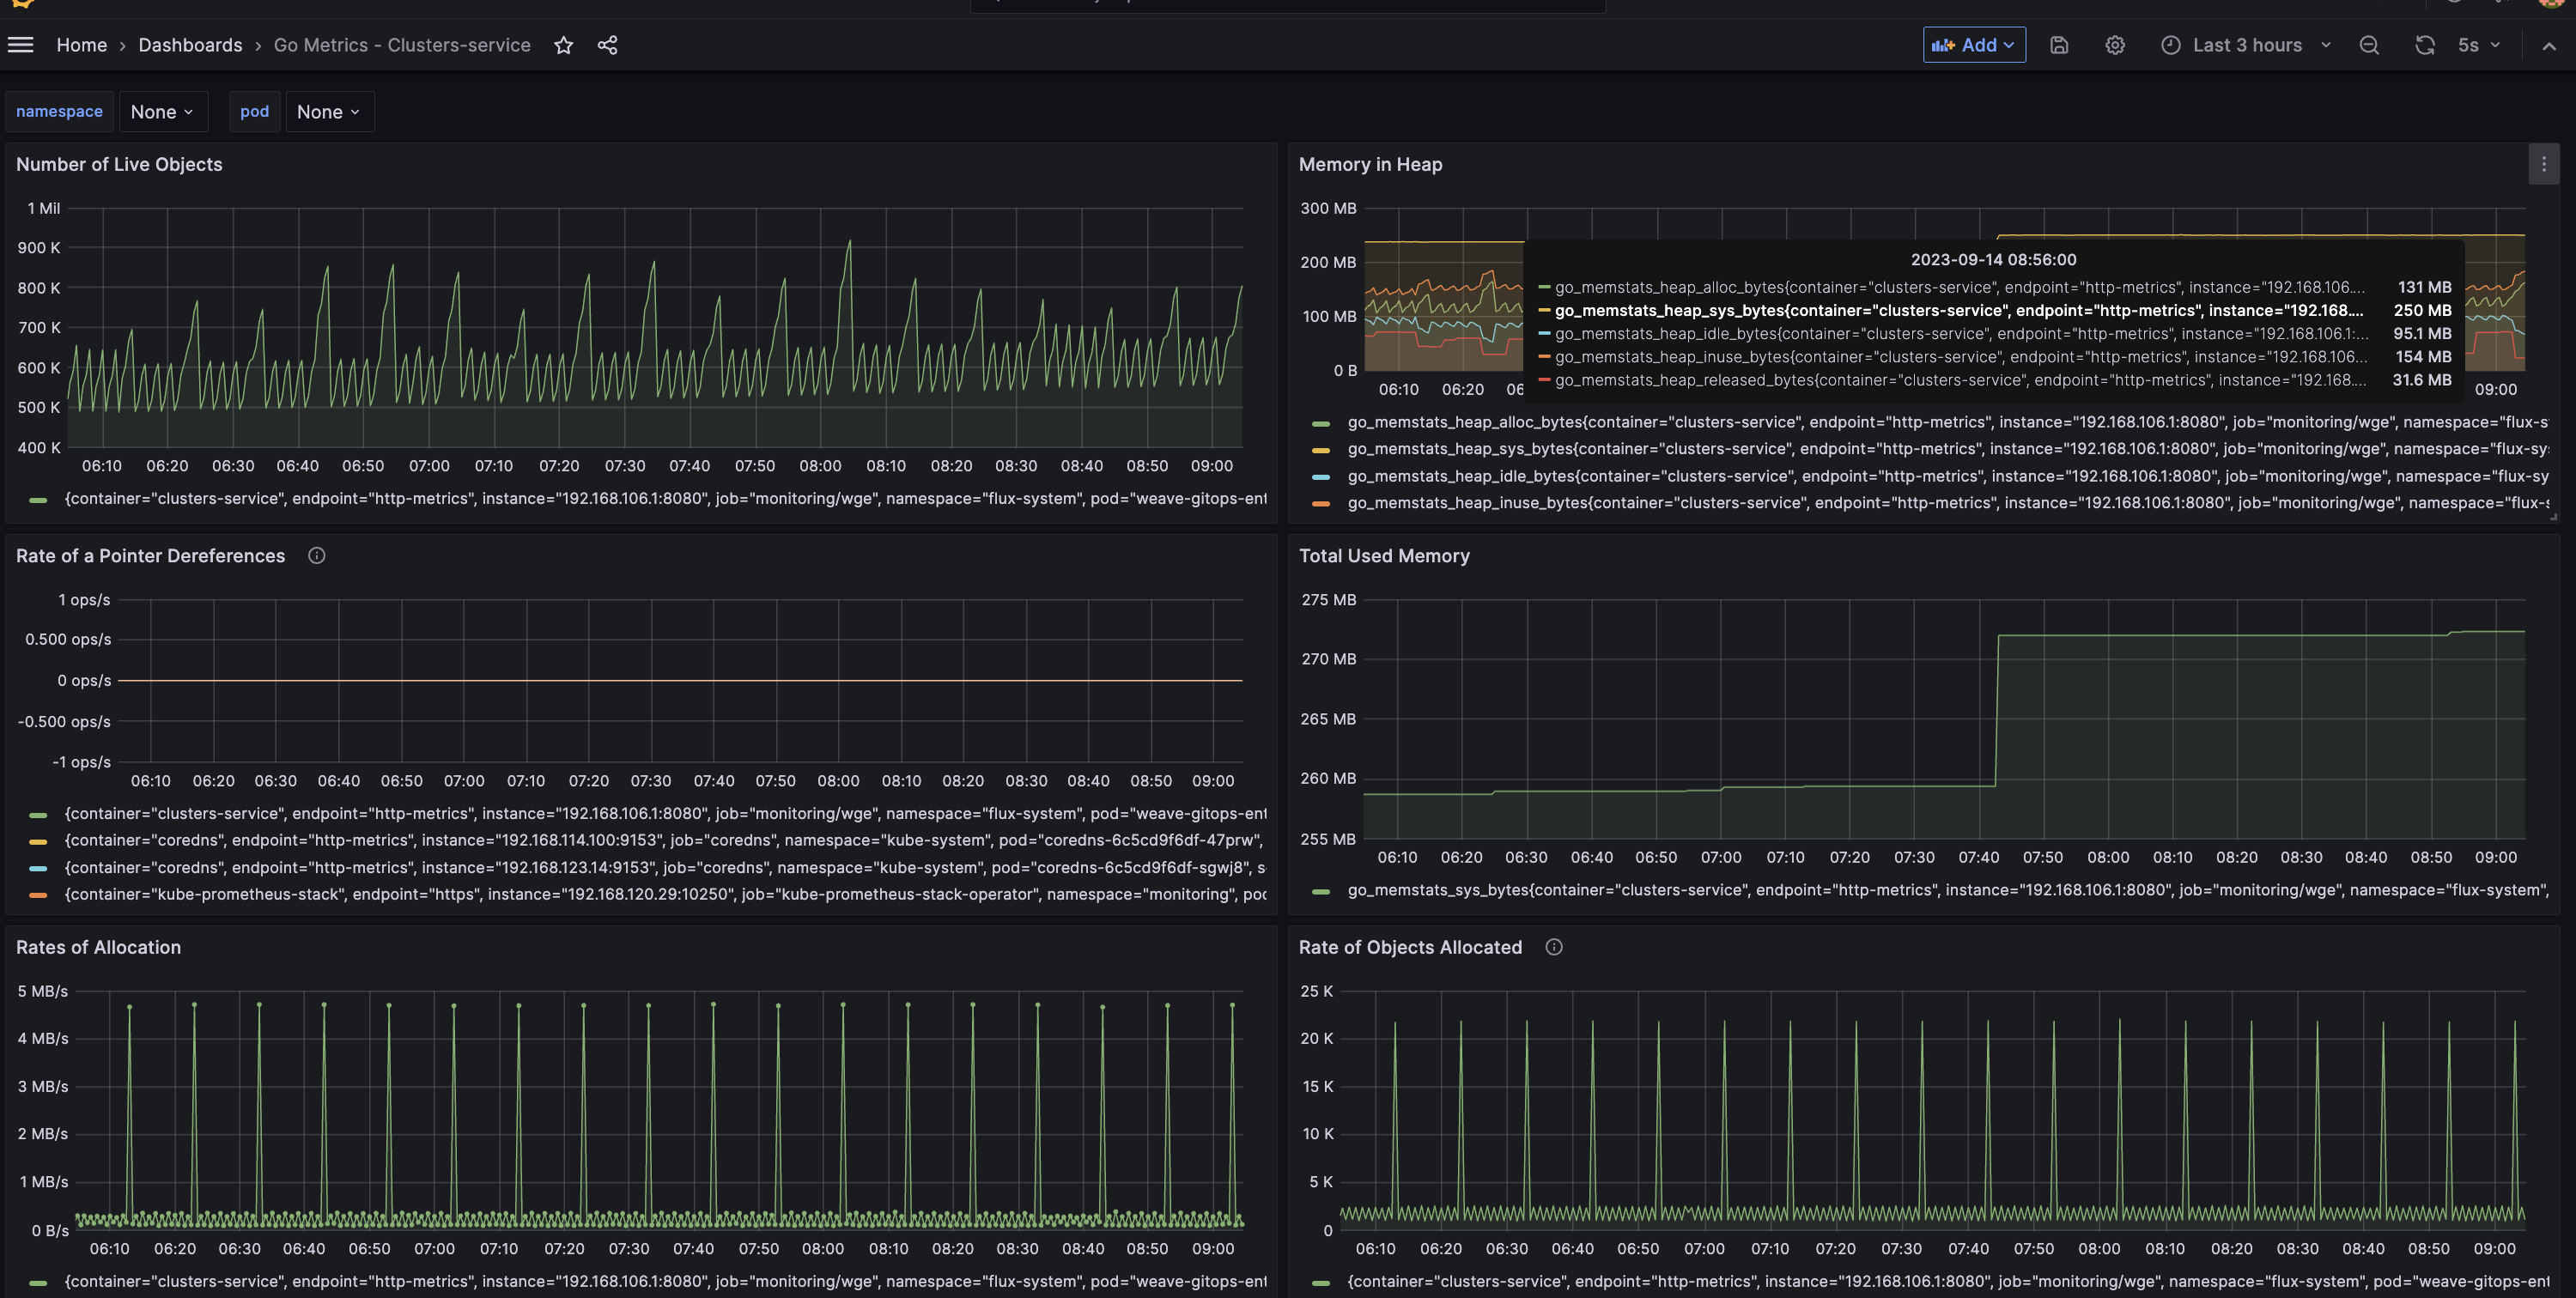 Home › Dashboards › Go Metrics - Clusters-service
Add
Last 3 hours
5s
namespace None pod None
Number of Live Objects
1 Mil
900 K
800 K
700 K
600 K
500 K
400 K
06:10 06:20 06:30 06:40 06:50 07:00 07:10 07:20 07:30 07:40 07:50 08:00 08:10 08:20 08:30 08:40 08:50 09:00
{container="clusters-service", endpoint="http-metrics", instance="192.168.106.1:8080", job="monitoring/wge", namespace="flux-system", pod="weave-gitops-ent
Memory in Heap
300 MB
200 MB
100 MB
0 B
06:10 06:20 06 09:00
2023-09-14 08:56:00
go_memstats_heap_alloc_bytes{container="clusters-service", endpoint="http-metrics", instance="192.168.106.... 131 MB
go_memstats_heap_sys_bytes{container="clusters-service", endpoint="http-metrics", instance="192.168.... 250 MB
go_memstats_heap_idle_bytes{container="clusters-service", endpoint="http-metrics", instance="192.168.106.1:... 95.1 MB
go_memstats_heap_inuse_bytes{container="clusters-service", endpoint="http-metrics", instance="192.168.106... 154 MB
go_memstats_heap_released_bytes{container="clusters-service", endpoint="http-metrics", instance="192.168.... 31.6 MB
go_memstats_heap_alloc_bytes{container="clusters-service", endpoint="http-metrics", instance="192.168.106.1:8080", job="monitoring/wge", namespace="flux-s
go_memstats_heap_sys_bytes{container="clusters-service", endpoint="http-metrics", instance="192.168.106.1:8080", job="monitoring/wge", namespace="flux-sy
go_memstats_heap_idle_bytes{container="clusters-service", endpoint="http-metrics", instance="192.168.106.1:8080", job="monitoring/wge", namespace="flux-sy
go_memstats_heap_inuse_bytes{container="clusters-service", endpoint="http-metrics", instance="192.168.106.1:8080", job="monitoring/wge", namespace="flux-s
Rate of a Pointer Dereferences
1 ops/s
0.500 ops/s
0 ops/s
-0.500 ops/s
-1 ops/s
06:10 06:20 06:30 06:40 06:50 07:00 07:10 07:20 07:30 07:40 07:50 08:00 08:10 08:20 08:30 08:40 08:50 09:00
{container="clusters-service", endpoint="http-metrics", instance="192.168.106.1:8080", job="monitoring/wge", namespace="flux-system", pod="weave-gitops-ent
{container="coredns", endpoint="http-metrics", instance="192.168.114.100:9153", job="coredns", namespace="kube-system", pod="coredns-6c5cd9f6df-47prw",
{container="coredns", endpoint="http-metrics", instance="192.168.123.14:9153", job="coredns", namespace="kube-system", pod="coredns-6c5cd9f6df-sgwj8", s
{container="kube-prometheus-stack", endpoint="https", instance="192.168.120.29:10250", job="kube-prometheus-stack-operator", namespace="monitoring", poc
Total Used Memory
275 MB
270 MB
265 MB
260 MB
255 MB
06:10 06:20 06:30 06:40 06:50 07:00 07:10 07:20 07:30 07:40 07:50 08:00 08:10 08:20 08:30 08:40 08:50 09:00
go_memstats_sys_bytes{container="clusters-service", endpoint="http-metrics", instance="192.168.106.1:8080", job="monitoring/wge", namespace="flux-system",
Rates of Allocation
5 MB/s
4 MB/s
3 MB/s
2 MB/s
1 MB/s
0 B/s
06:10 06:20 06:30 06:40 06:50 07:00 07:10 07:20 07:30 07:40 07:50 08:00 08:10 08:20 08:30 08:40 08:50 09:00
{container="clusters-service", endpoint="http-metrics", instance="192.168.106.1:8080", job="monitoring/wge", namespace="flux-system", pod="weave-gitops-ent
Rate of Objects Allocated
25 K
20 K
15 K
10 K
5 K
0
06:10 06:20 06:30 06:40 06:50 07:00 07:10 07:20 07:30 07:40 07:50 08:00 08:10 08:20 08:30 08:40 08:50 09:00
{container="clusters-service", endpoint="http-metrics", instance="192.168.106.1:8080", job="monitoring/wge", namespace="flux-system", pod="weave-gitops-ent